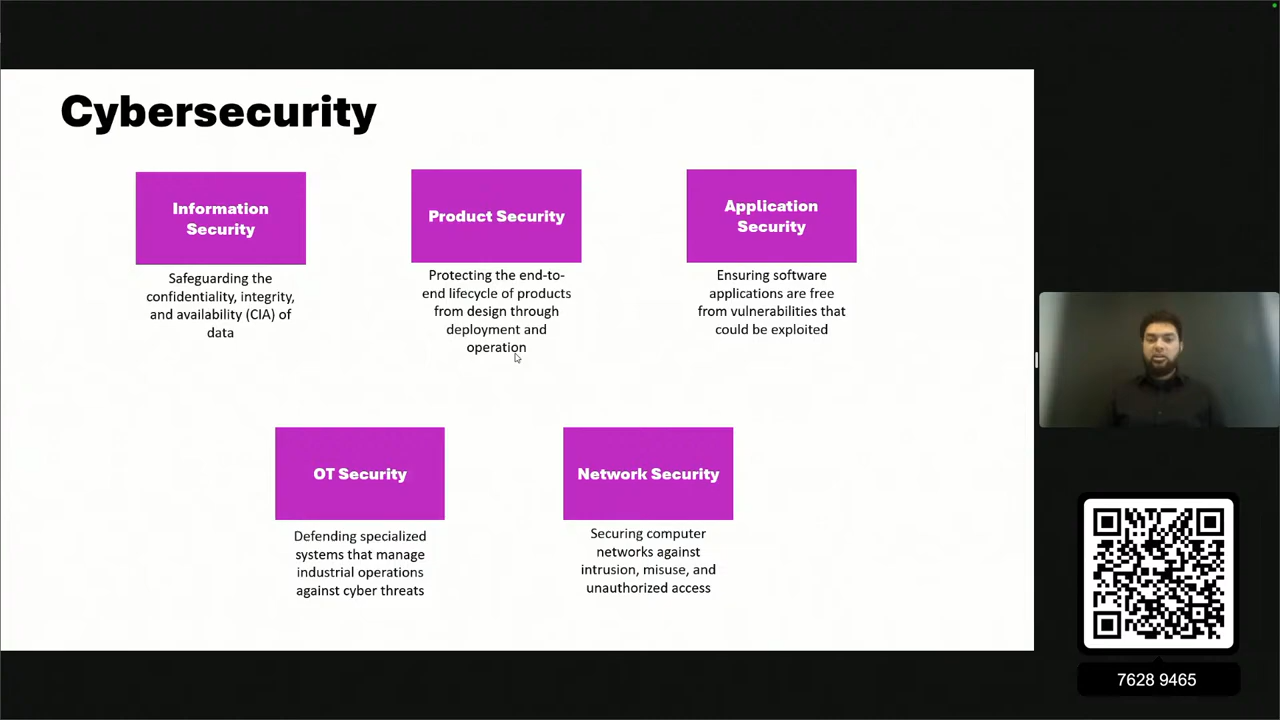 Cybersecurity
Information
Security
Safeguarding the
confidentiality, integrity,
and availability (CIA) of
data
Product Security
Protecting the end-to-
end lifecycle of products
from design through
deployment and
operation
Application
Security
Ensuring software
applications are free
from vulnerabilities that
could be exploited
OT Security
Defending specialized
systems that manage
industrial operations
against cyber threats
Network Security
Securing computer
networks against
intrusion, misuse, and
unauthorized access
7628 9465